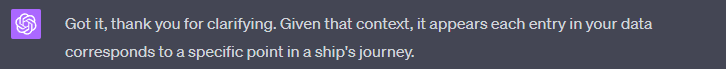 Got it, thank you for clarifying. Given that context, it appears each entry in your data
corresponds to a specific point in a ship's journey.